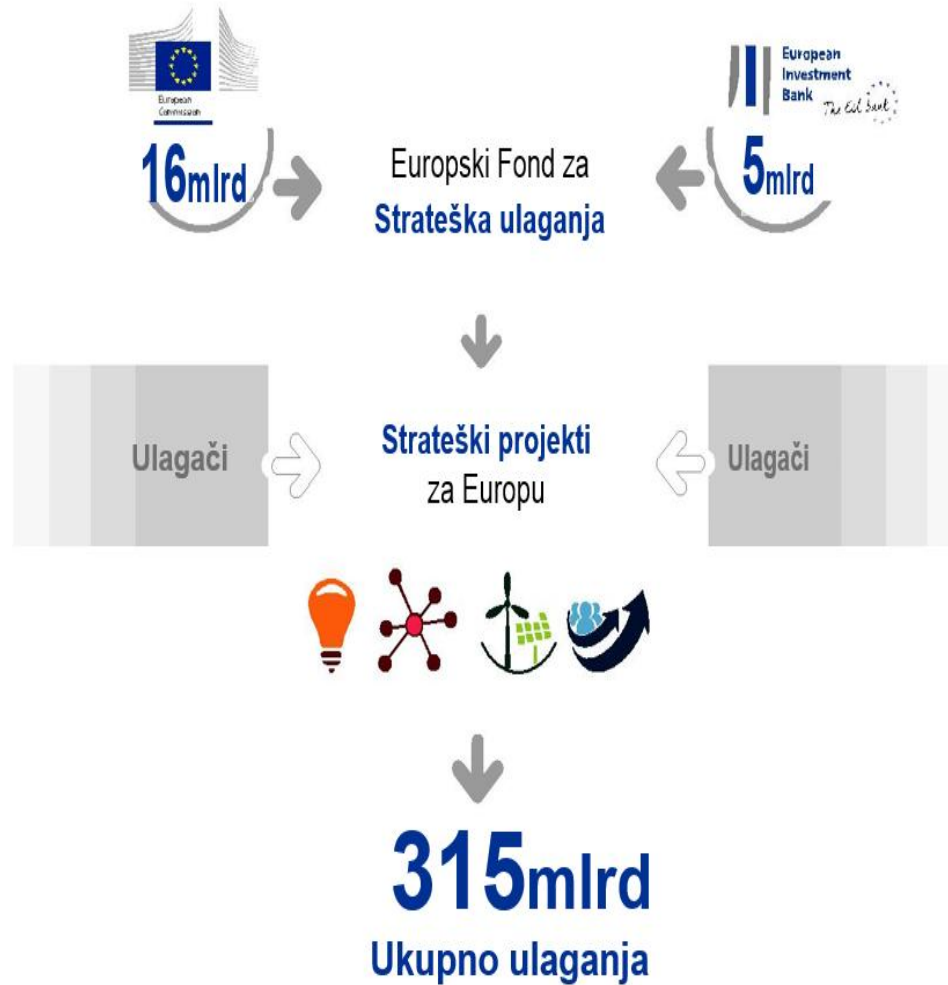 European
Commission
European
Investment
Bank
The EU bank
16mlrd
Europski Fond za
Strateška ulaganja
5mlrd
Ulagači
Strateški projekti
za Europu
Ulagači
315mlrd
Ukupno ulaganja